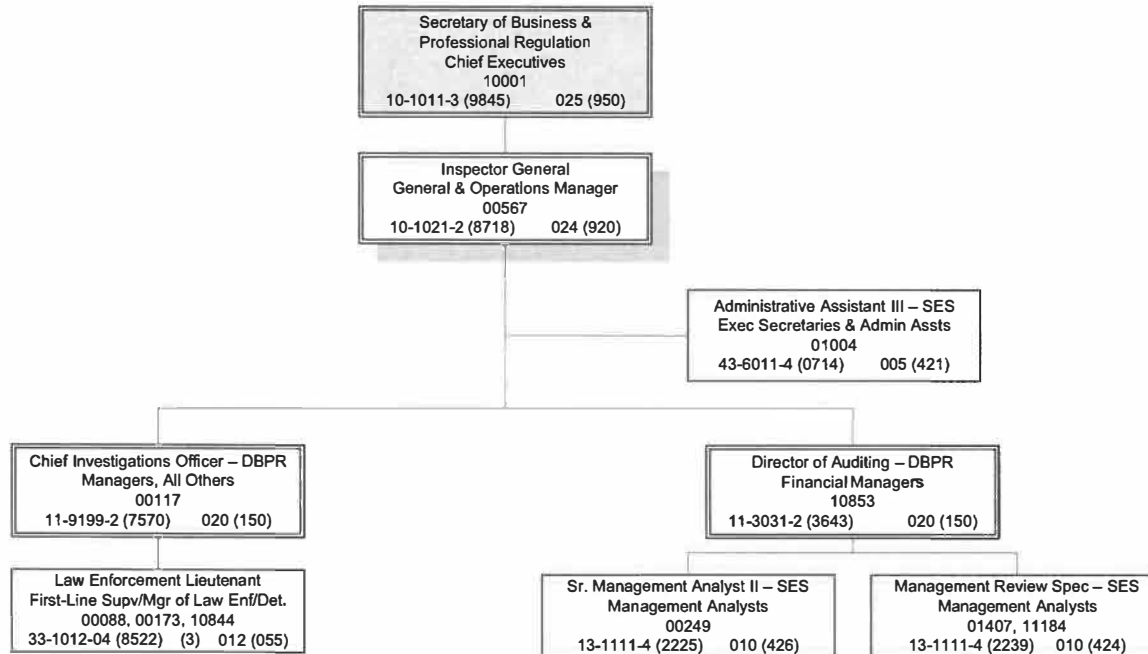 Secretary of Business &
Professional Regulation
Chief Executives
10001
10-1011-3 (9845) 025 (950)
Inspector General
General & Operations Manager
00567
10-1021-2 (8718) 024 (920)
Administrative Assistant III – SES
Exec Secretaries & Admin Assts
01004
43-6011-4 (0714) 005 (421)
Chief Investigations Officer – DBPR
Managers, All Others
00117
11-9199-2 (7570) 020 (150)
Director of Auditing – DBPR
Financial Managers
10853
11-3031-2 (3643) 020 (150)
Law Enforcement Lieutenant
First-Line Supv/Mgr of Law Enf/Det.
00088, 00173, 10844
33-1012-04 (8522) (3) 012 (055)
Sr. Management Analyst II – SES
Management Analysts
00249
13-1111-4 (2225) 010 (426)
Management Review Spec – SES
Management Analysts
01407, 11184
13-1111-4 (2239) 010 (424)